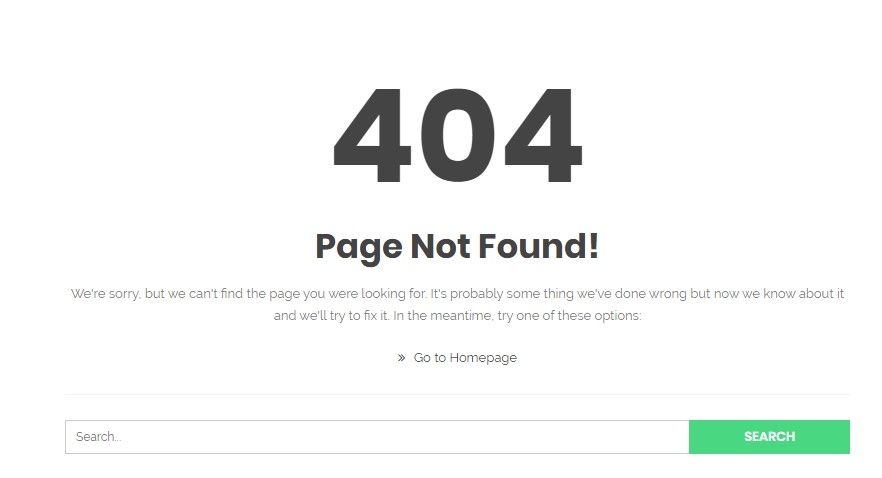 404
Page Not Found!
We're sorry, but we can't find the page you were looking for. It's probably some thing we've done wrong but now we know about it
and we'll try to fix it. In the meantime, try one of these options:
» Go to Homepage
Search...
SEARCH